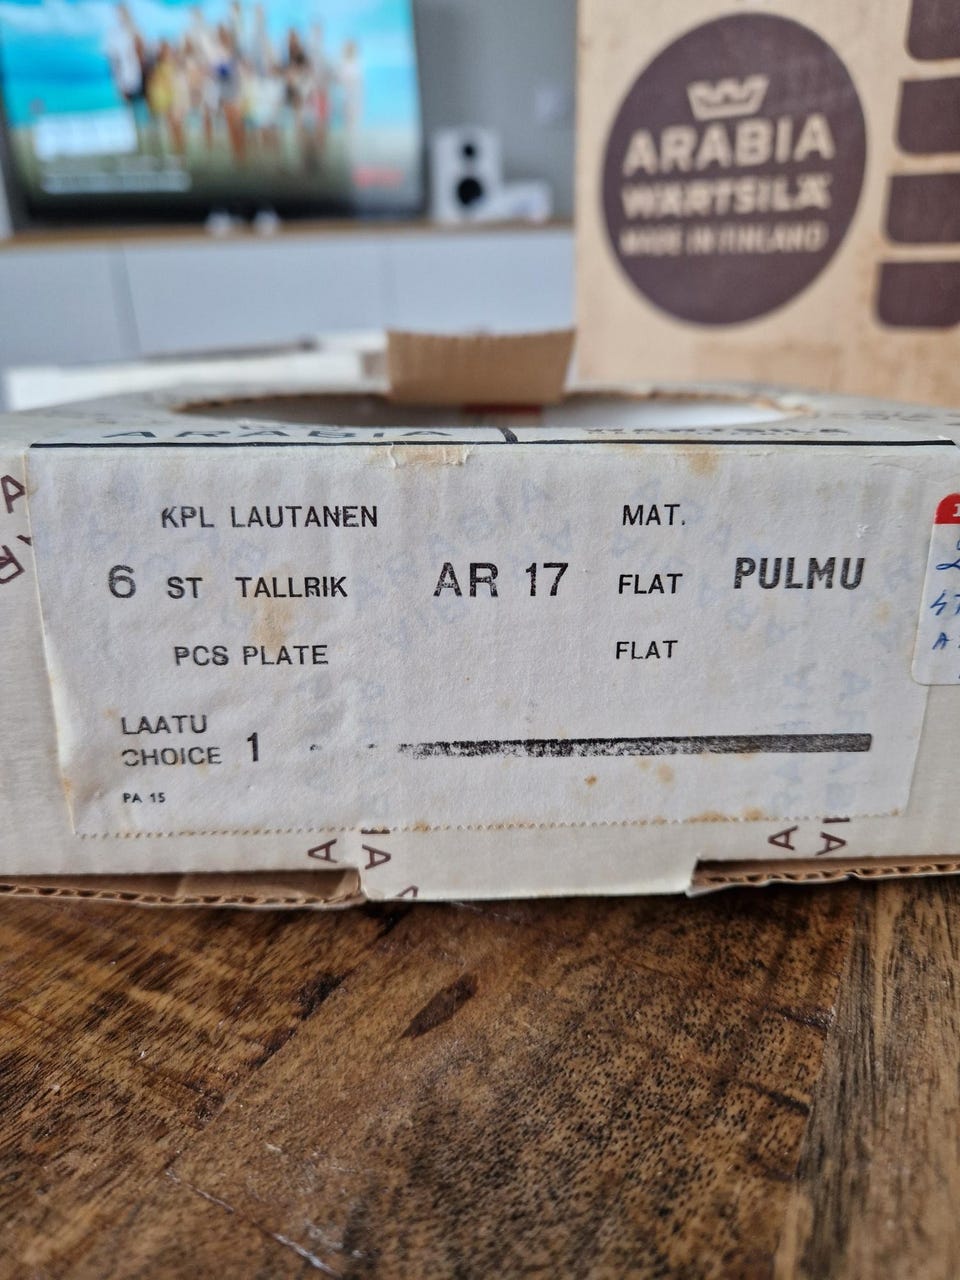 ARABIA
WÄRTSILÄ
MADE IN FINLAND
ARABIA
KPL LAUTANEN MAT.
6 ST TALLRIK AR 17 FLAT PULMU
PCS PLATE FLAT
LAATU
CHOICE 1
PA 15